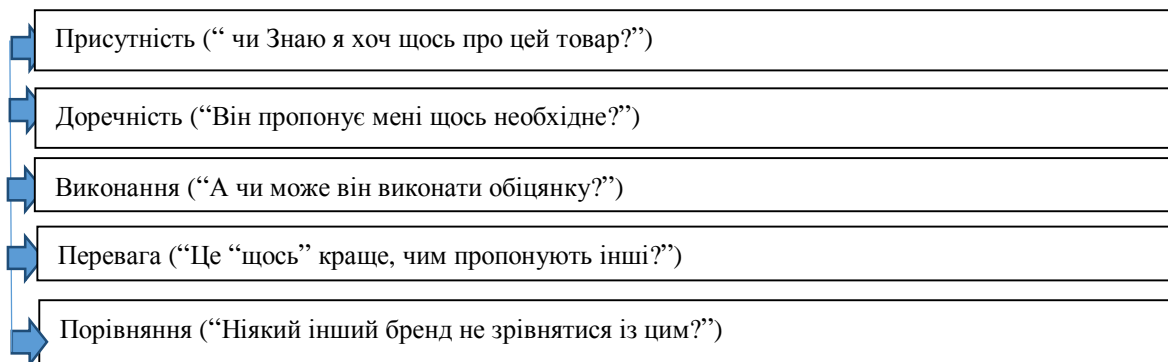 Присутність (“ чи Знаю я хоч щось про цей товар?”)
Доречність (“Він пропонує мені щось необхідне?”)
Виконання (“А чи може він виконати обіцянку?”)
Перевага (“Це “щось” краще, чим пропонують інші?”)
Порівняння (“Ніякий інший бренд не зрівнятися із цим?”)